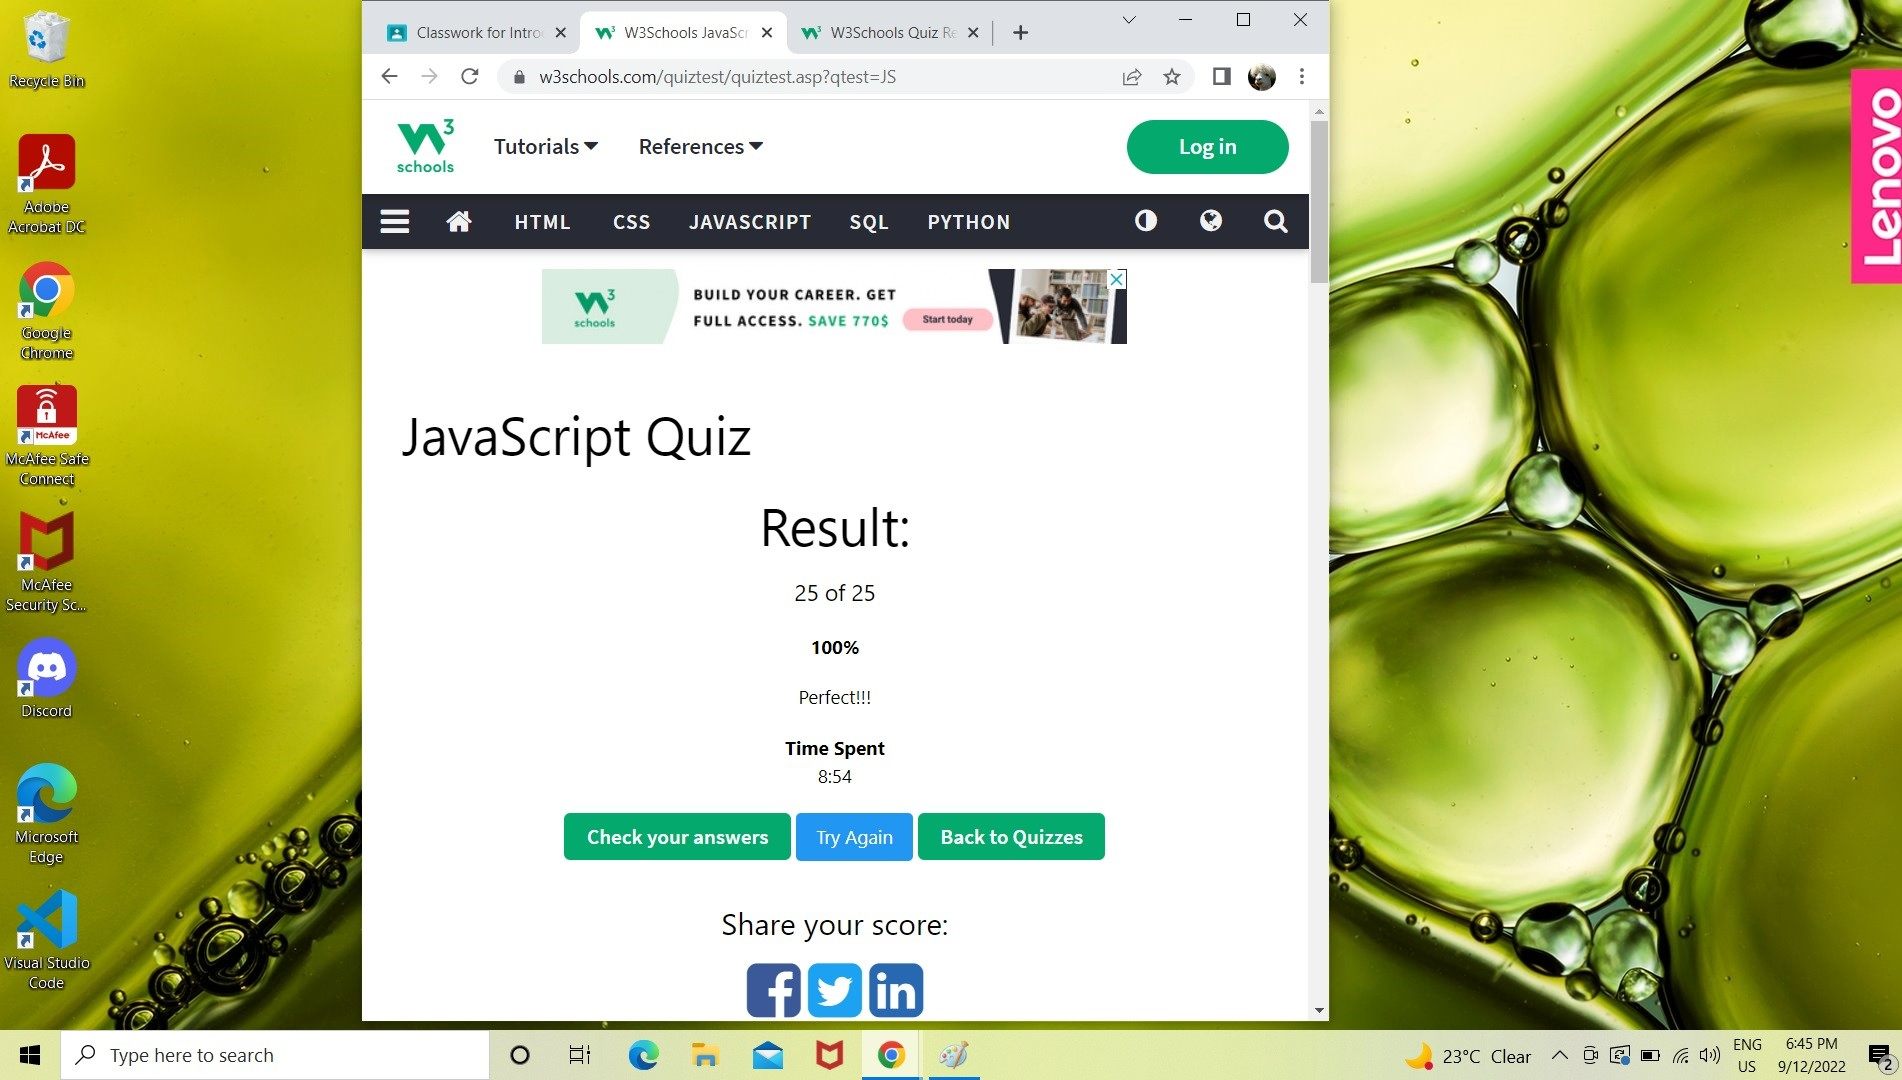 Recycle Bin
Adobe
Acrobat DC
Google
Chrome
McAfee
McAfee Safe
Connect
McAfee
Security Sc...
Discord
Microsoft
Edge
Visual Studio
Code
Classwork for Intro
W3Schools JavaScr
W3Schools Quiz Re
w3schools.com/quiztest/quiztest.asp?qtest=JS
W3 schools
Tutorials
References
Log in
HTML
CSS
JAVASCRIPT
SQL
PYTHON
W3 schools
BUILD YOUR CAREER. GET
FULL ACCESS. SAVE 770$
Start today
JavaScript Quiz
Result:
25 of 25
100%
Perfect!!!
Time Spent
8:54
Check your answers
Try Again
Back to Quizzes
Share your score:
f
in
Lenovo
Type here to search
23°C Clear
ENG
US
6:45 PM
9/12/2022
2